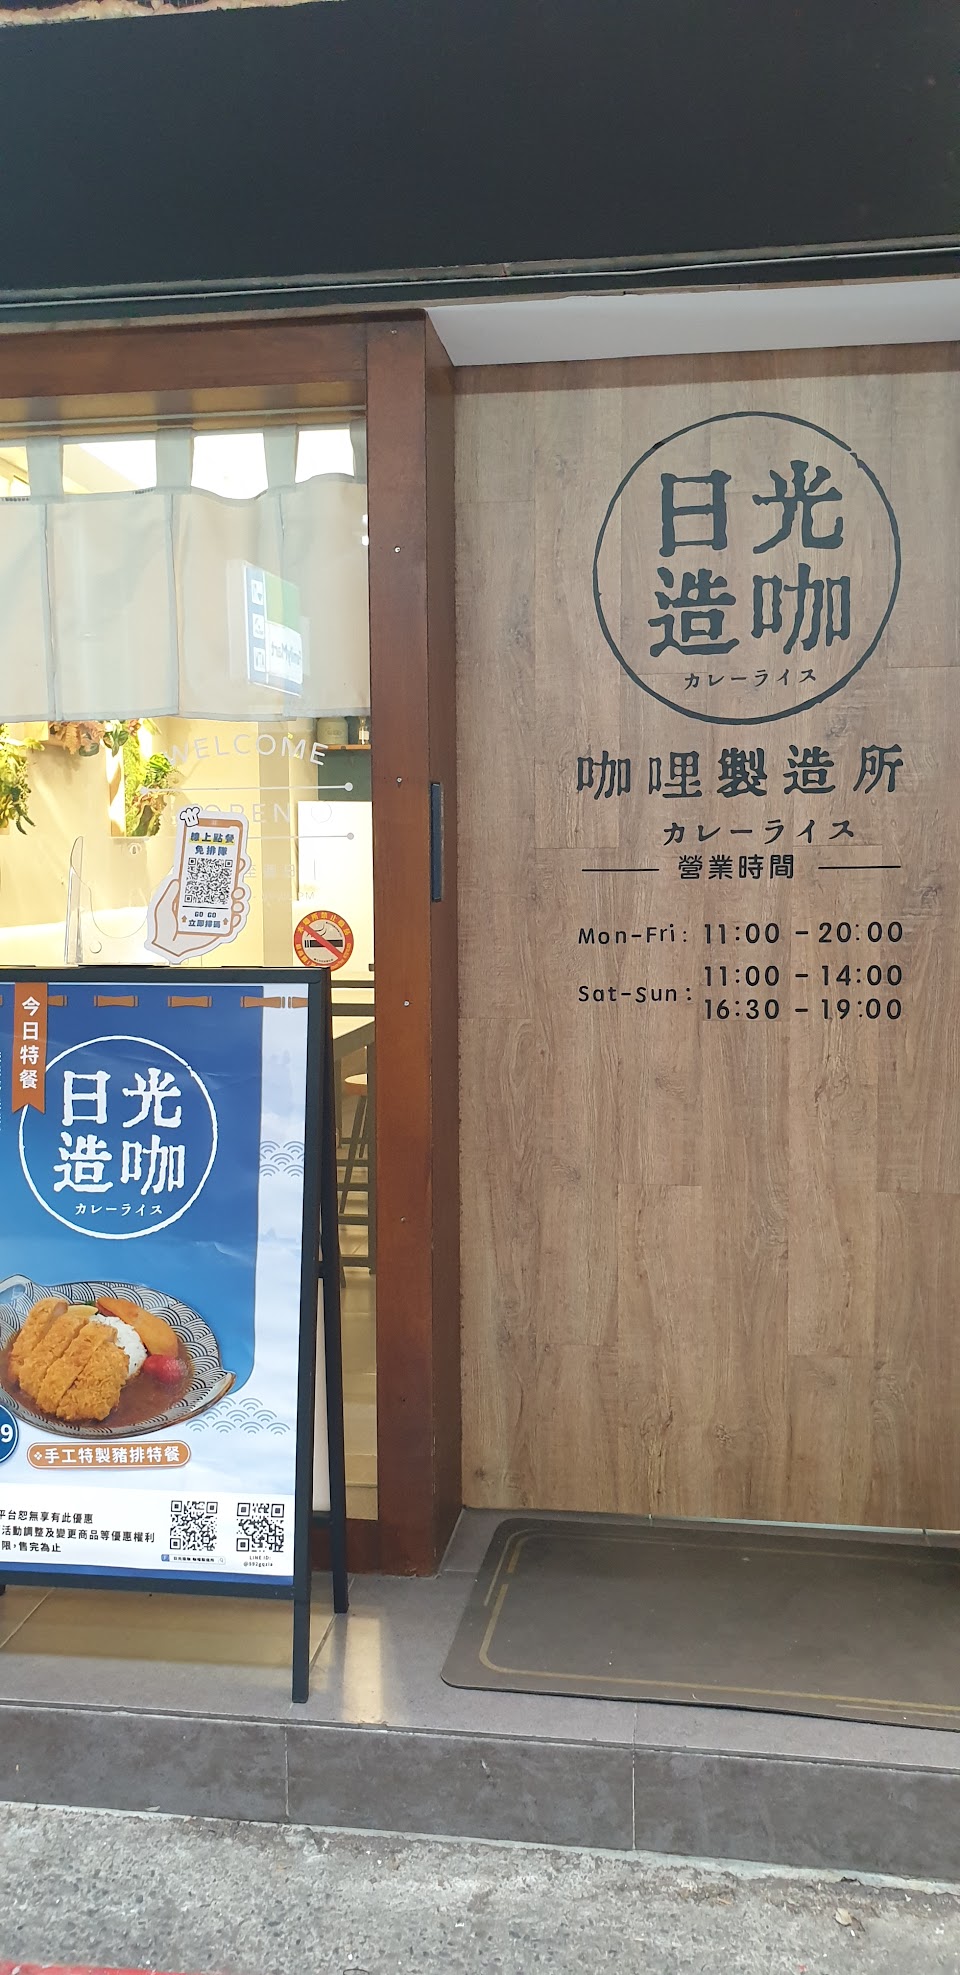 日光
造咖
カレーライス
咖哩製造所
カレーライス
營業時間
Mon-Fri: 11:00 - 20:00
Sat-Sun: 11:00 - 14:00
16:30 - 19:00
WELCOME
OPEN
線上點餐
免排隊
GO GO
立即掃碼
今日特餐
日光
造咖
カレーライス
9
手工特製豬排特餐
平台恕無享有此優惠
活動調整及變更商品等優惠權利
限,售完為止
LINE ID: